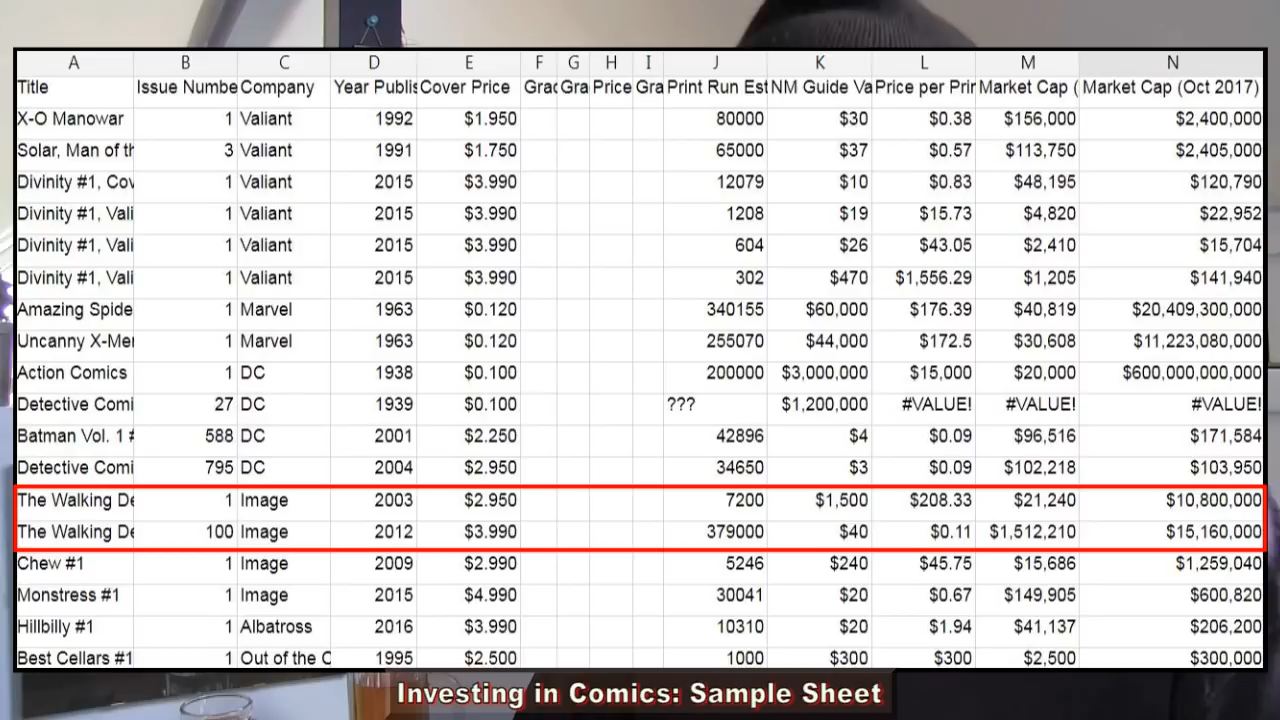 A B C D E F G H I J K L M N
Title Issue Numbe Company Year Publis Cover Price Grac Gra Price Gra Print Run Est NM Guide Va Price per Prin Market Cap ( Market Cap (Oct 2017)
X-O Manowar 1 Valiant 1992 $1.950 80000 $30 $0.38 $156,000 $2,400,000
Solar, Man of th 3 Valiant 1991 $1.750 65000 $37 $0.57 $113,750 $2,405,000
Divinity #1, Cov 1 Valiant 2015 $3.990 12079 $10 $0.83 $48,195 $120,790
Divinity #1, Vali 1 Valiant 2015 $3.990 1208 $19 $15.73 $4,820 $22,952
Divinity #1, Vali 1 Valiant 2015 $3.990 604 $26 $43.05 $2,410 $15,704
Divinity #1, Vali 1 Valiant 2015 $3.990 302 $470 $1,556.29 $1,205 $141,940
Amazing Spide 1 Marvel 1963 $0.120 340155 $60,000 $176.39 $40,819 $20,409,300,000
Uncanny X-Mer 1 Marvel 1963 $0.120 255070 $44,000 $172.5 $30,608 $11,223,080,000
Action Comics 1 DC 1938 $0.100 200000 $3,000,000 $15,000 $20,000 $600,000,000,000
Detective Comi 27 DC 1939 $0.100 ??? $1,200,000 #VALUE! #VALUE! #VALUE!
Batman Vol. 1 # 588 DC 2001 $2.250 42896 $4 $0.09 $96,516 $171,584
Detective Comi 795 DC 2004 $2.950 34650 $3 $0.09 $102,218 $103,950
The Walking De 1 Image 2003 $2.950 7200 $1,500 $208.33 $21,240 $10,800,000
The Walking De 100 Image 2012 $3.990 379000 $40 $0.11 $1,512,210 $15,160,000
Chew #1 1 Image 2009 $2.990 5246 $240 $45.75 $15,686 $1,259,040
Monstress #1 1 Image 2015 $4.990 30041 $20 $0.67 $149,905 $600,820
Hillbilly #1 1 Albatross 2016 $3.990 10310 $20 $1.94 $41,137 $206,200
Best Cellars #1 1 Out of the C 1995 $2.500 1000 $300 $300 $2,500 $300,000
Investing in Comics: Sample Sheet